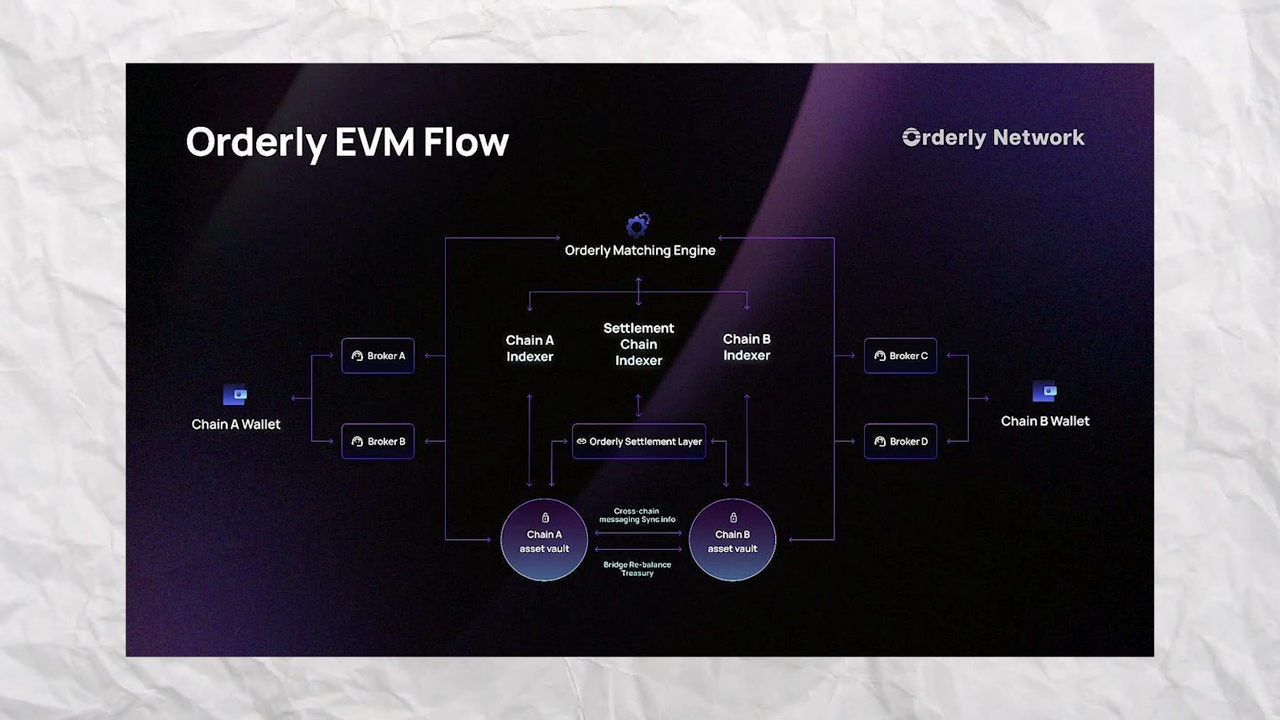 Orderly EVM Flow
Orderly Network
Orderly Matching Engine
Chain A
Indexer
Settlement
Chain
Indexer
Chain B
Indexer
Broker A
Broker B
Chain A Wallet
Broker C
Broker D
Chain B Wallet
Orderly Settlement Layer
Chain A
asset vault
Cross-chain
messaging Sync info
Bridge Re-balance
Treasury
Chain B
asset vault